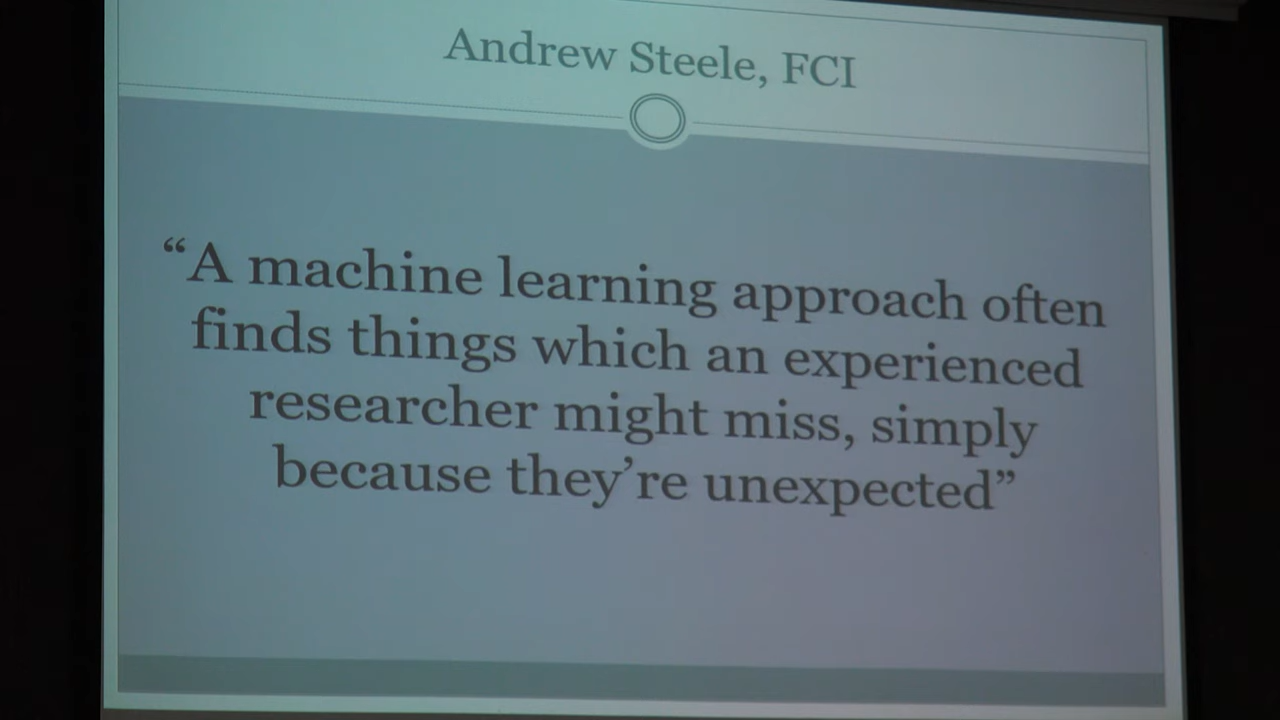 Andrew Steele, FCI
“A machine learning approach often
finds things which an experienced
researcher might miss, simply
because they’re unexpected”